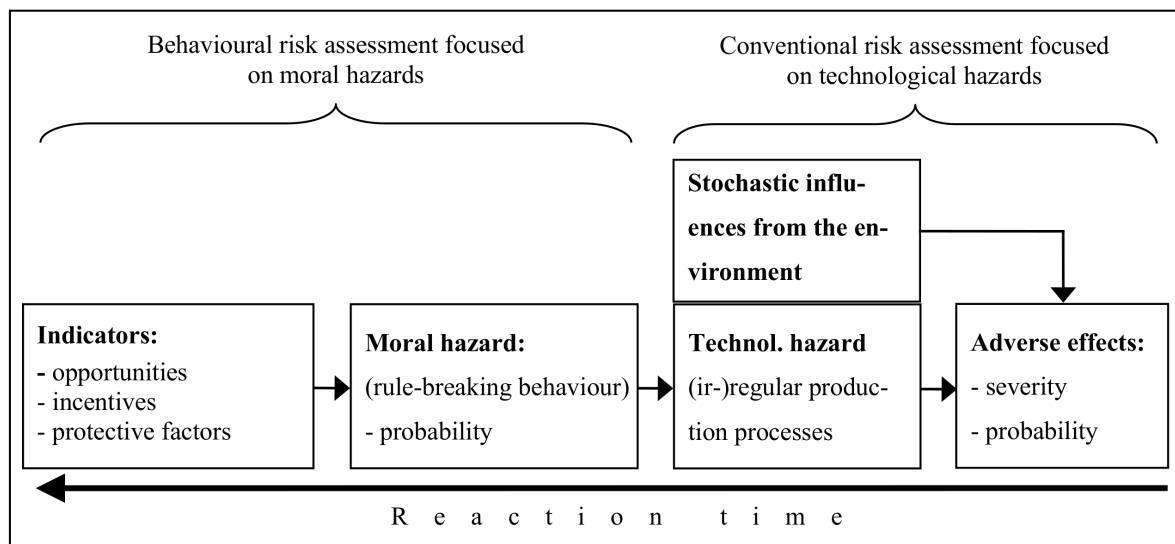 Behavioural risk assessment focused
on moral hazards
Conventional risk assessment focused
on technological hazards
Stochastic influ-
ences from the en-
vironment
Indicators:
- opportunities
- incentives
- protective factors
Moral hazard:
(rule-breaking behaviour)
- probability
Technol. hazard
(ir-)regular produc-
tion processes
Adverse effects:
- severity
- probability
Reaction time